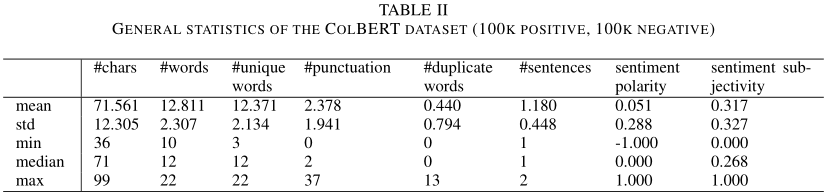 TABLE II
GENERAL STATISTICS OF THE COLBERT DATASET (100K POSITIVE, 100K NEGATIVE)
#chars #words #unique words #punctuation #duplicate words #sentences sentiment polarity sentiment sub-jectivity
mean 71.561 12.811 12.371 2.378 0.440 1.180 0.051 0.317
std 12.305 2.307 2.134 1.941 0.794 0.448 0.288 0.327
min 36 10 3 0 0 1 -1.000 0.000
median 71 12 12 2 0 1 0.000 0.268
max 99 22 22 37 13 2 1.000 1.000